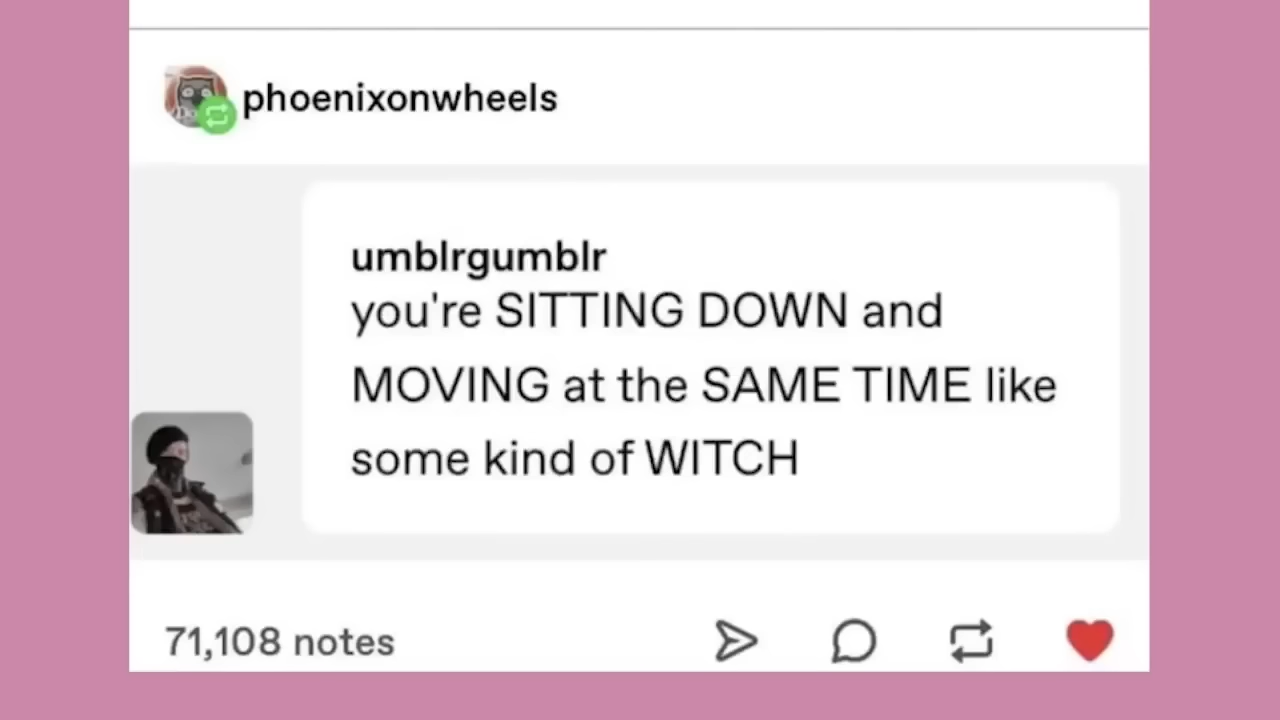 phoenixonwheels
umblrgumblr
you're SITTING DOWN and
MOVING at the SAME TIME like
some kind of WITCH
71,108 notes